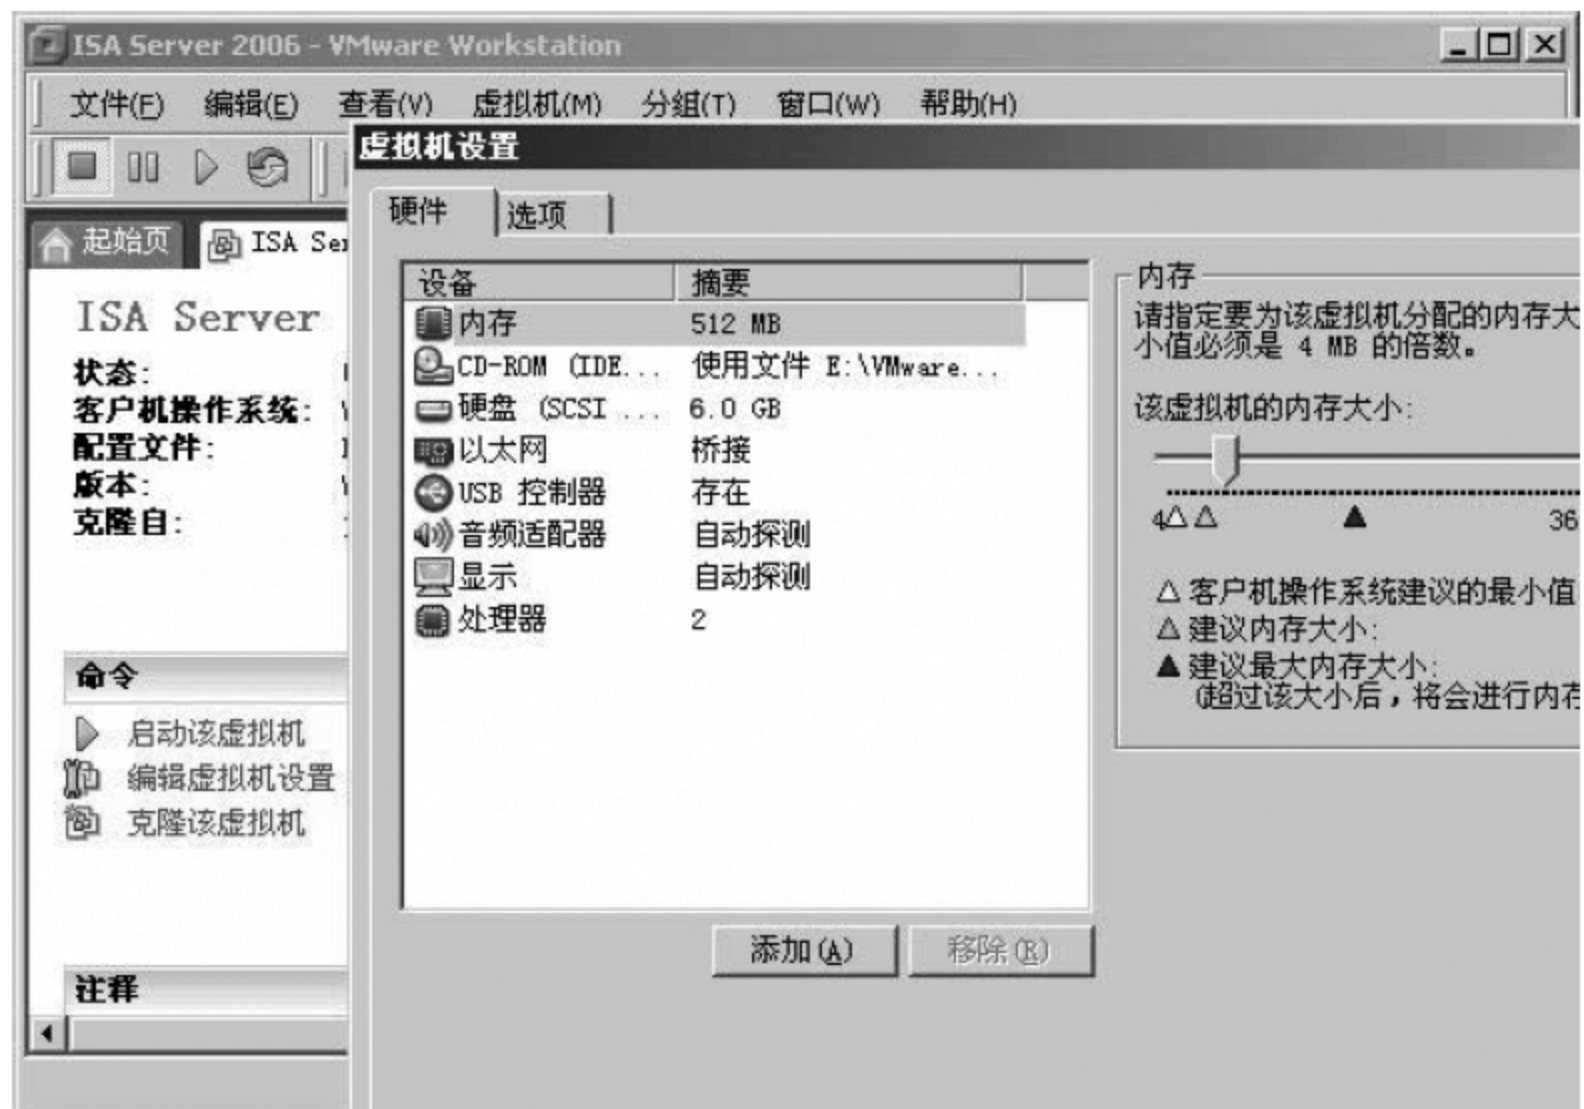 ISA Server 2006 - VMware Workstation
文件(F) 编辑(E) 查看(V) 虚拟机(M) 分组(T) 窗口(W) 帮助(H)
虚拟机设置
起始页 ISA Ser
ISA Server
状态:
客户机操作系统:
配置文件:
版本:
克隆自:
命令
启动该虚拟机
编辑虚拟机设置
克隆该虚拟机
注释
硬件 选项
设备 摘要
内存 512 MB
CD-ROM (IDE... 使用文件 E:\VMware...
硬盘 (SCSI ... 6.0 GB
以太网 桥接
USB 控制器 存在
音频适配器 自动探测
显示 自动探测
处理器 2
添加(A) 移除(R)
内存
请指定要为该虚拟机分配的内存大
小值必须是 4 MB 的倍数。
该虚拟机的内存大小:
4 36
客户机操作系统建议的最小值
建议内存大小:
建议最大内存大小:
(超过该大小后，将会进行内存